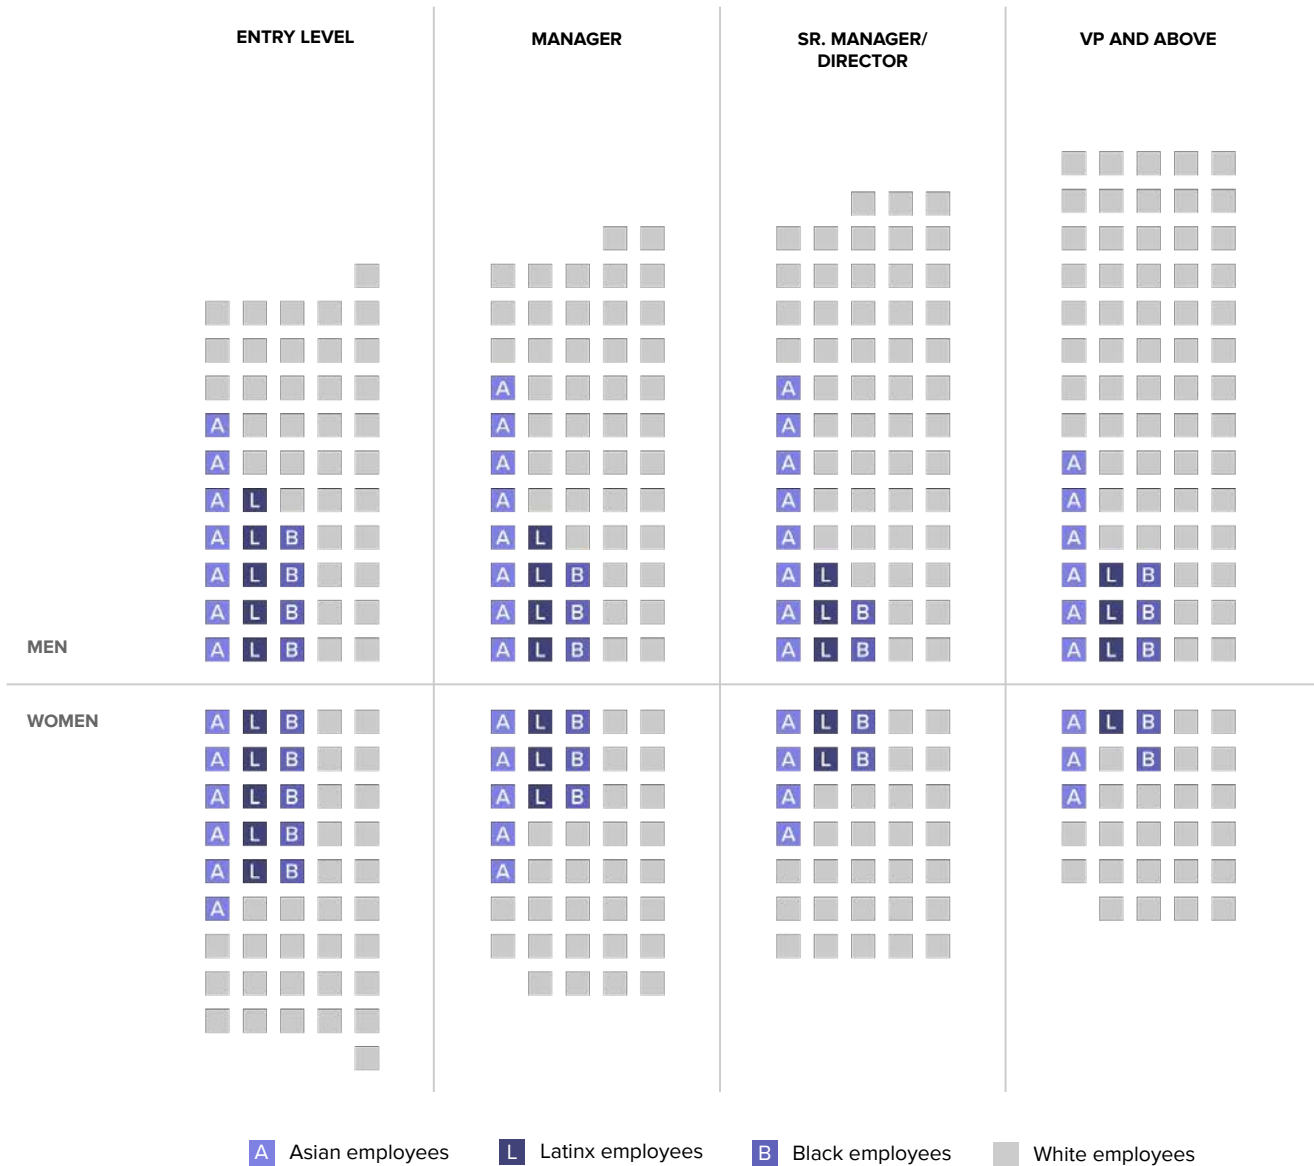 ENTRY LEVEL
MANAGER
SR. MANAGER/
DIRECTOR
VP AND ABOVE
A A
A A
A L A A A
A L B A L A A
A L B A L B A L A L B
A L B A L B A L B A L B
MEN
A L B A L B A L B A L B
WOMEN
A L B A L B A L B A L B
A L B A L B A L B A B
A L B A L B A A
A L B A A
A L B A
A
A Asian employees
L Latinx employees
B Black employees
White employees